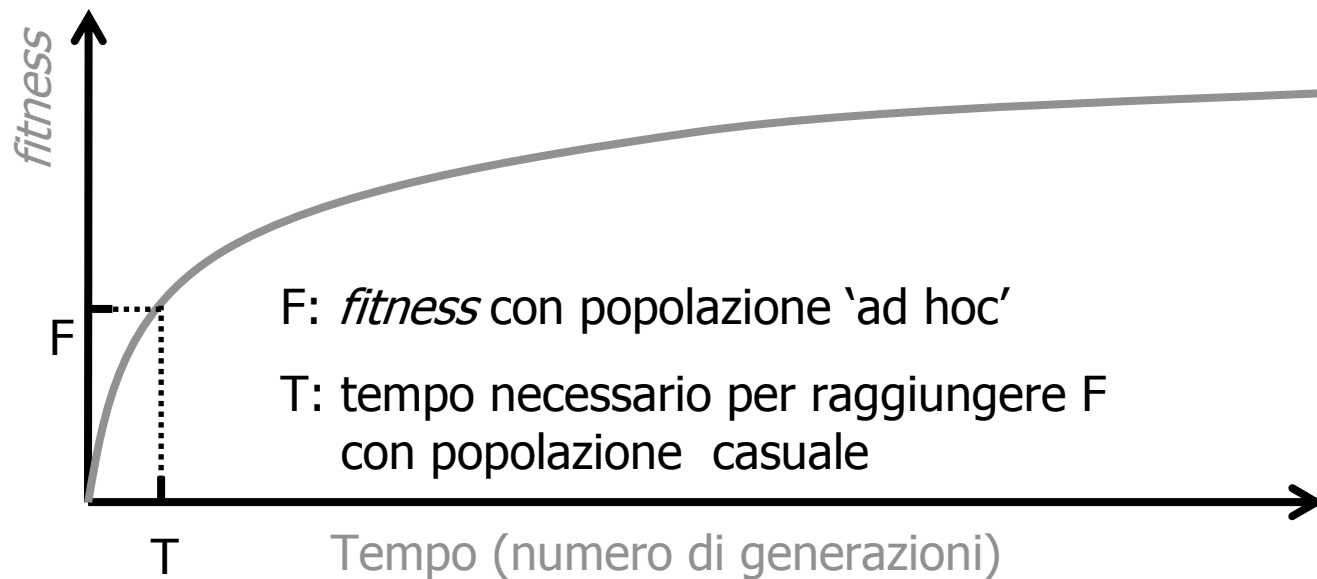 fitness
F: fitness con popolazione ‘ad hoc’
F
T: tempo necessario per raggiungere F
con popolazione casuale
T
Tempo (numero di generazioni)